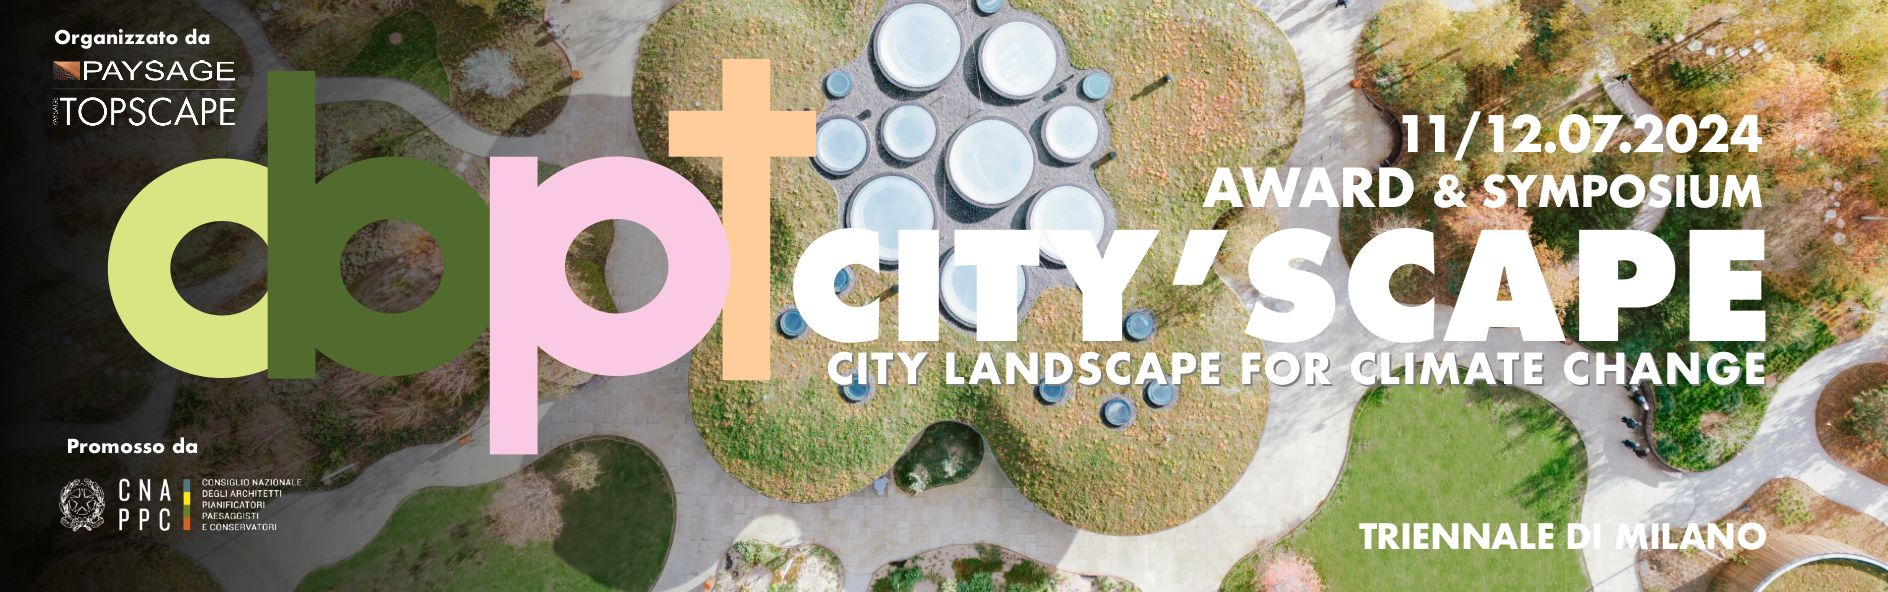 Organizzato da
PAYSAGE
PAYSAGE TOPSCAPE
cbpt
11/12.07.2024
AWARD & SYMPOSIUM
CITY'SCAPE
CITY LANDSCAPE FOR CLIMATE CHANGE
Promosso da
CNA
PPC
CONSIGLIO NAZIONALE
DEGLI ARCHITETTI
PIANIFICATORI
PAESAGGISTI
E CONSERVATORI
TRIENNALE DI MILANO